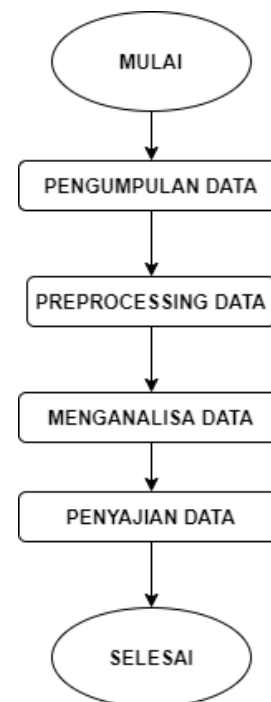 MULAI
PENGUMPULAN DATA
PREPROCESSING DATA
MENGANALISA DATA
PENYAJIAN DATA
SELESAI